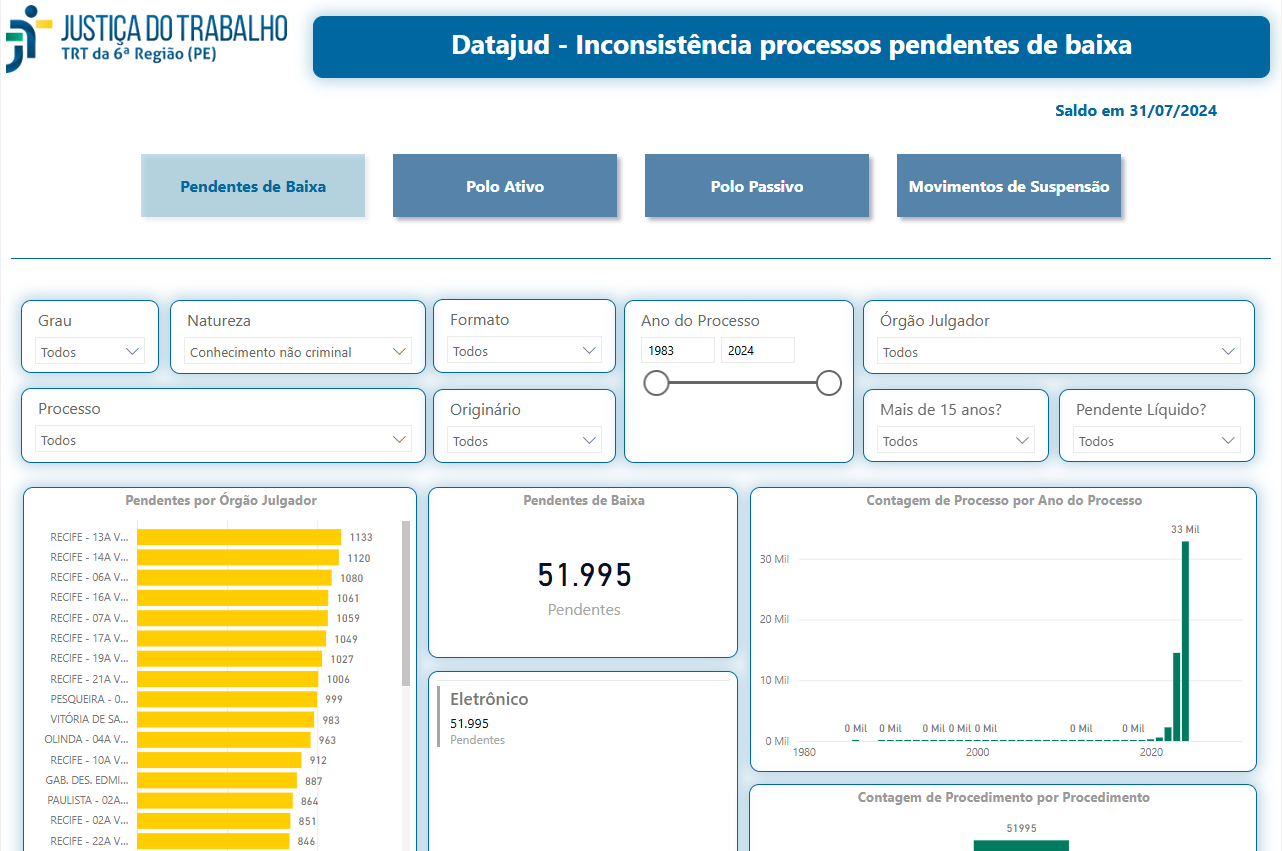 JUSTIÇA DO TRABALHO
TRT da 6ª Região (PE)
Datajud - Inconsistência processos pendentes de baixa
Saldo em 31/07/2024
Pendentes de Baixa
Polo Ativo
Polo Passivo
Movimentos de Suspensão
Grau
Todos
Natureza
Conhecimento não criminal
Formato
Todos
Ano do Processo
1983
2024
Órgão Julgador
Todos
Processo
Todos
Originário
Todos
Mais de 15 anos?
Todos
Pendente Líquido?
Todos
Pendentes por Órgão Julgador
RECIFE - 13A V... 1133
RECIFE - 14A V... 1120
RECIFE - 06A V... 1080
RECIFE - 16A V... 1061
RECIFE - 07A V... 1059
RECIFE - 17A V... 1049
RECIFE - 19A V... 1027
RECIFE - 21A V... 1006
PESQUEIRA - 0... 999
VITÓRIA DE SA... 983
OLINDA - 04A V... 963
RECIFE - 10A V... 912
GAB. DES. EDMI... 887
PAULISTA - 02A... 864
RECIFE - 02A V... 851
RECIFE - 22A V... 846
Pendentes de Baixa
51.995
Pendentes
Eletrônico
51.995
Pendentes
Contagem de Processo por Ano do Processo
33 Mil
30 Mil
20 Mil
10 Mil
0 Mil 0 Mil 0 Mil 0 Mil 0 Mil 0 Mil 0 Mil
0 Mil
1980 2000 2020
Contagem de Procedimento por Procedimento
51995